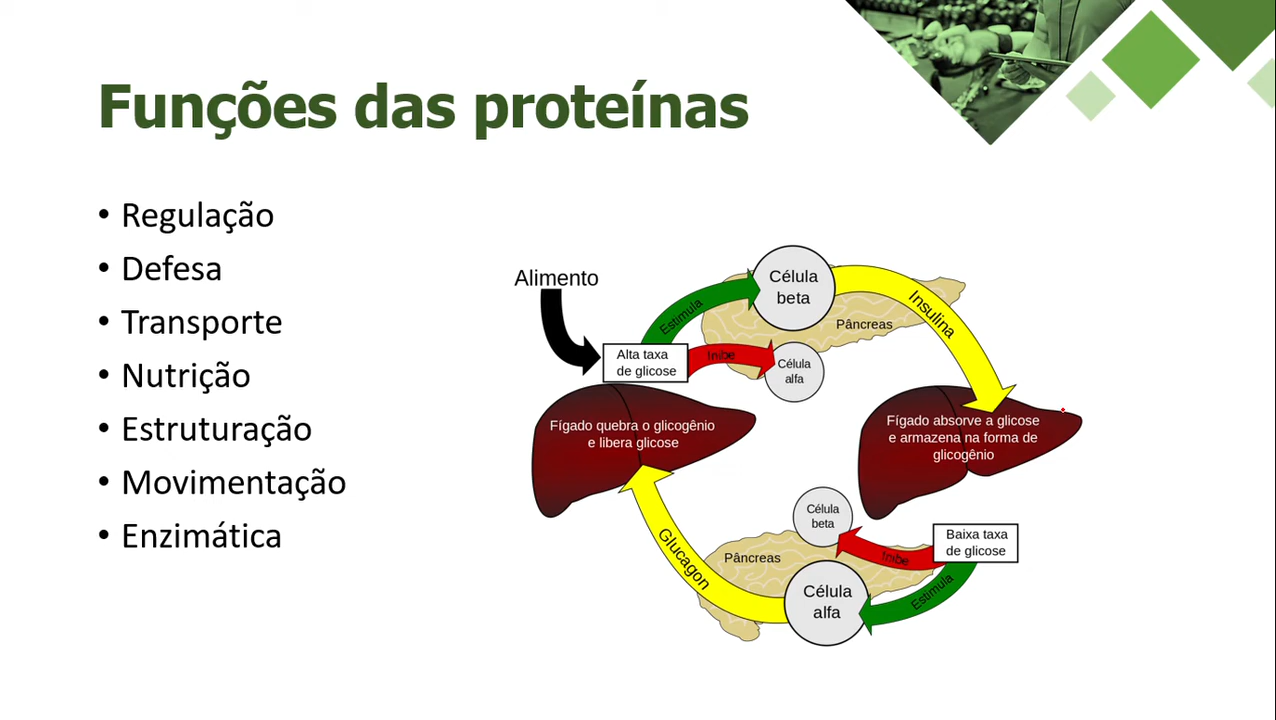 Funções das proteínas
• Regulação
• Defesa
• Transporte
• Nutrição
• Estruturação
• Movimentação
• Enzimática
Alimento
Estimula
Célula
beta
Insulina
Pâncreas
Alta taxa
de glicose
Inibe
Célula
alfa
Fígado quebra o glicogênio
e libera glicose
Fígado absorve a glicose
e armazena na forma de
glicogênio
Célula
beta
Baixa taxa
de glicose
Inibe
Pâncreas
Glucagon
Célula
alfa
Estimula